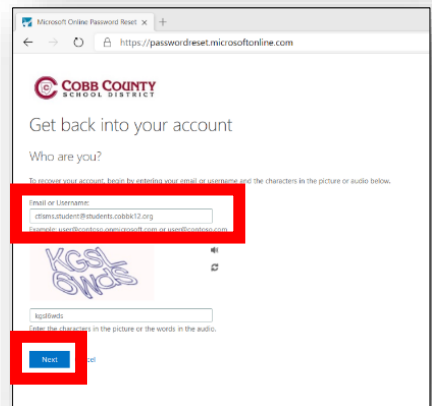 Microsoft Online Password Reset
https://passwordreset.microsoftonline.com
COBB COUNTY
SCHOOL DISTRICT
Get back into your account
Who are you?
To recover your account, begin by entering your email or username and the characters in the picture or audio below.
Email or Username:
ctisms.student@students.cobbk12.org
Example: user@contoso.onmicrosoft.com or user@contoso.com
KGSL
6Wds
kgsl6wds
Enter the characters in the picture or the words in the audio.
Next